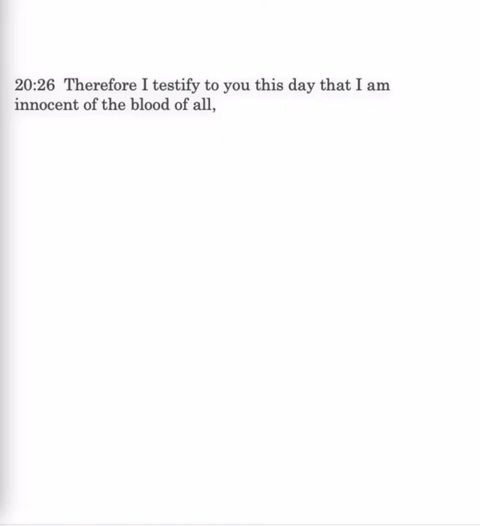 20:26 Therefore I testify to you this day that I am
innocent of the blood of all,